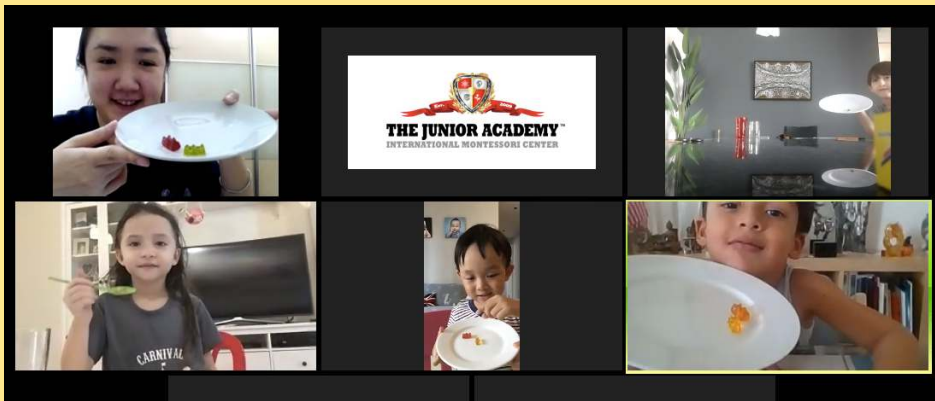 THE JUNIOR ACADEMY™
INTERNATIONAL MONTESSORI CENTER
CARNIVAL